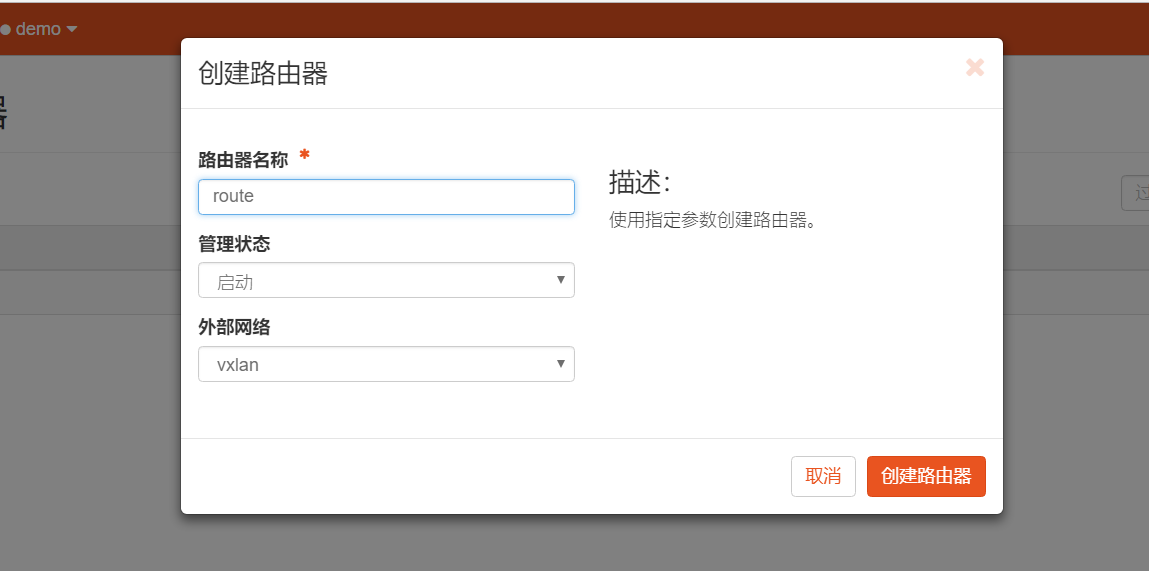 demo
器
创建路由器
路由器名称 *
route
描述：
使用指定参数创建路由器。
管理状态
启动
外部网络
vxlan
取消
创建路由器